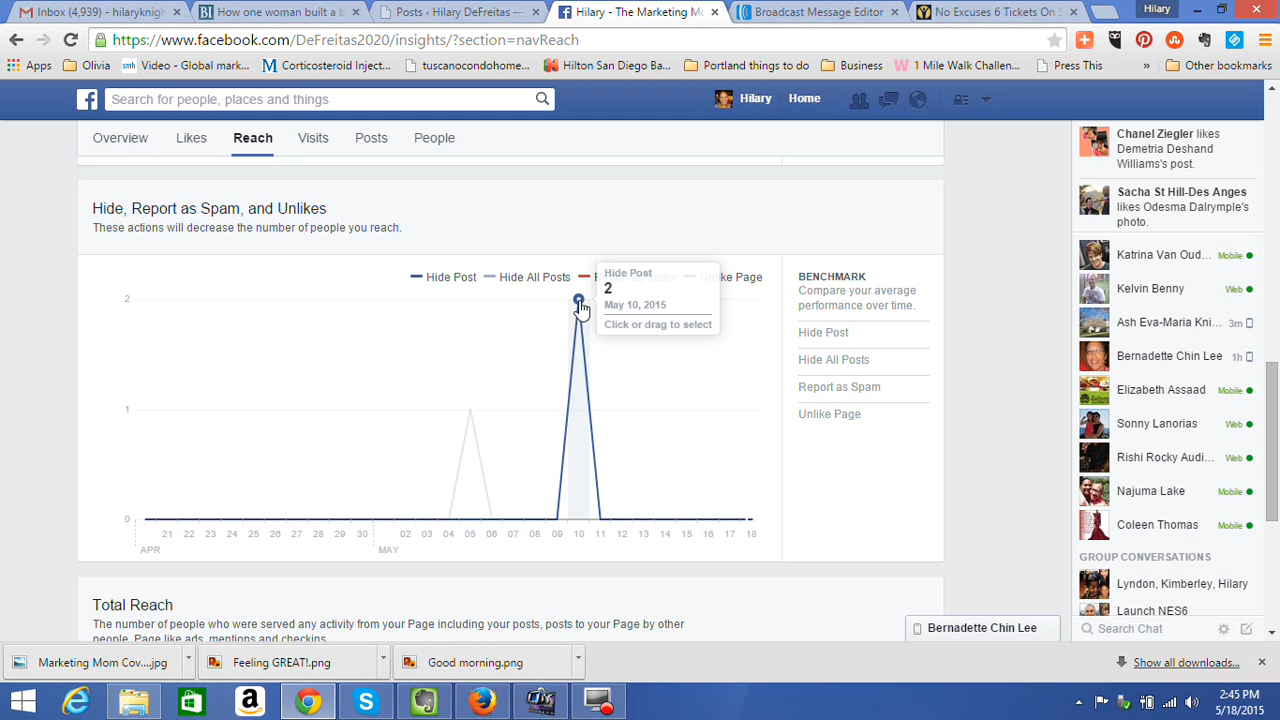 Inbox (4,939) - hilaryknigh ×
How one woman built a b ×
Posts ‹ Hilary DeFreitas — ×
Hilary - The Marketing Mo ×
Broadcast Message Editor ×
No Excuses 6 Tickets On S ×
Hilary
https://www.facebook.com/DeFreitas2020/insights/?section=navReach
Apps
Olivia
Video - Global mark...
Corticosteroid Inject...
tuscanocondohome...
Hilton San Diego Ba...
Portland things to do
Business
1 Mile Walk Challen...
Press This
»
Other bookmarks
Search for people, places and things
Hilary
Home
Overview
Likes
Reach
Visits
Posts
People
Hide, Report as Spam, and Unlikes
These actions will decrease the number of people you reach.
Hide Post
Hide All Posts
Unlike Page
Hide Post
2
May 10, 2015
Click or drag to select
2
1
0
21 22 23 24 25 26 27 28 29 30 02 03 04 05 06 07 08 09 10 11 12 13 14 15 16 17 18
APR
MAY
BENCHMARK
Compare your average
performance over time.
Hide Post
Hide All Posts
Report as Spam
Unlike Page
Total Reach
The number of people who were served any activity from your Page including your posts, posts to your Page by other
people, Page like ads, mentions and checkins.
Chanel Ziegler likes
Demetria Deshand
Williams's post.
Sacha St Hill-Des Anges
likes Odesma Dalrymple's
photo.
Katrina Van Oud... Mobile
Kelvin Benny Web
Ash Eva-Maria Kni... 3m
Bernadette Chin Lee 1h
Elizabeth Assaad Mobile
Sonny Lanorias Web
Rishi Rocky Audi... Web
Najuma Lake Mobile
Coleen Thomas Mobile
GROUP CONVERSATIONS
Lyndon, Kimberley, Hilary
Launch NES6
Search Chat
Bernadette Chin Lee
Marketing Mom Cov....jpg
Feeling GREAT!.png
Good morning.png
Show all downloads...
2:45 PM
5/18/2015